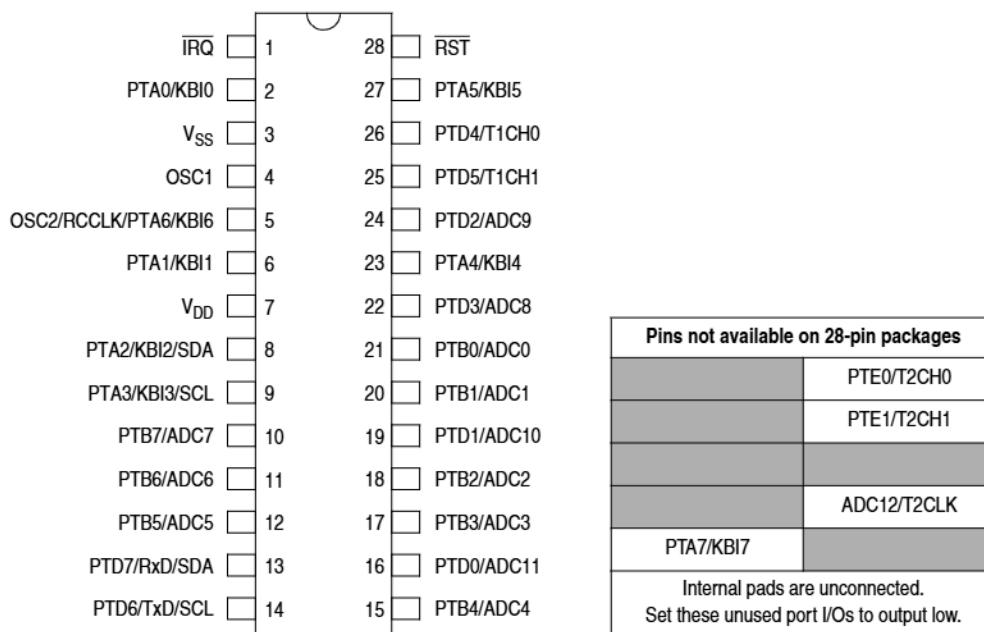 IRQ 1 28 RST
PTA0/KBI0 2 27 PTA5/KBI5
VSS 3 26 PTD4/T1CH0
OSC1 4 25 PTD5/T1CH1
OSC2/RCCLK/PTA6/KBI6 5 24 PTD2/ADC9
PTA1/KBI1 6 23 PTA4/KBI4
VDD 7 22 PTD3/ADC8
PTA2/KBI2/SDA 8 21 PTB0/ADC0
PTA3/KBI3/SCL 9 20 PTB1/ADC1
PTB7/ADC7 10 19 PTD1/ADC10
PTB6/ADC6 11 18 PTB2/ADC2
PTB5/ADC5 12 17 PTB3/ADC3
PTD7/RxD/SDA 13 16 PTD0/ADC11
PTD6/TxD/SCL 14 15 PTB4/ADC4
Pins not available on 28-pin packages
PTE0/T2CH0
PTE1/T2CH1
ADC12/T2CLK
PTA7/KBI7
Internal pads are unconnected.
Set these unused port I/Os to output low.